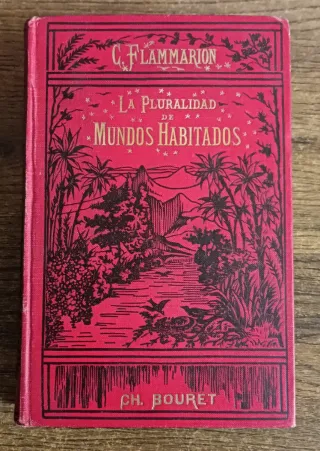 C. FLAMMARION
LA PLURALIDAD
DE
MUNDOS HABITADOS
CH. BOURET